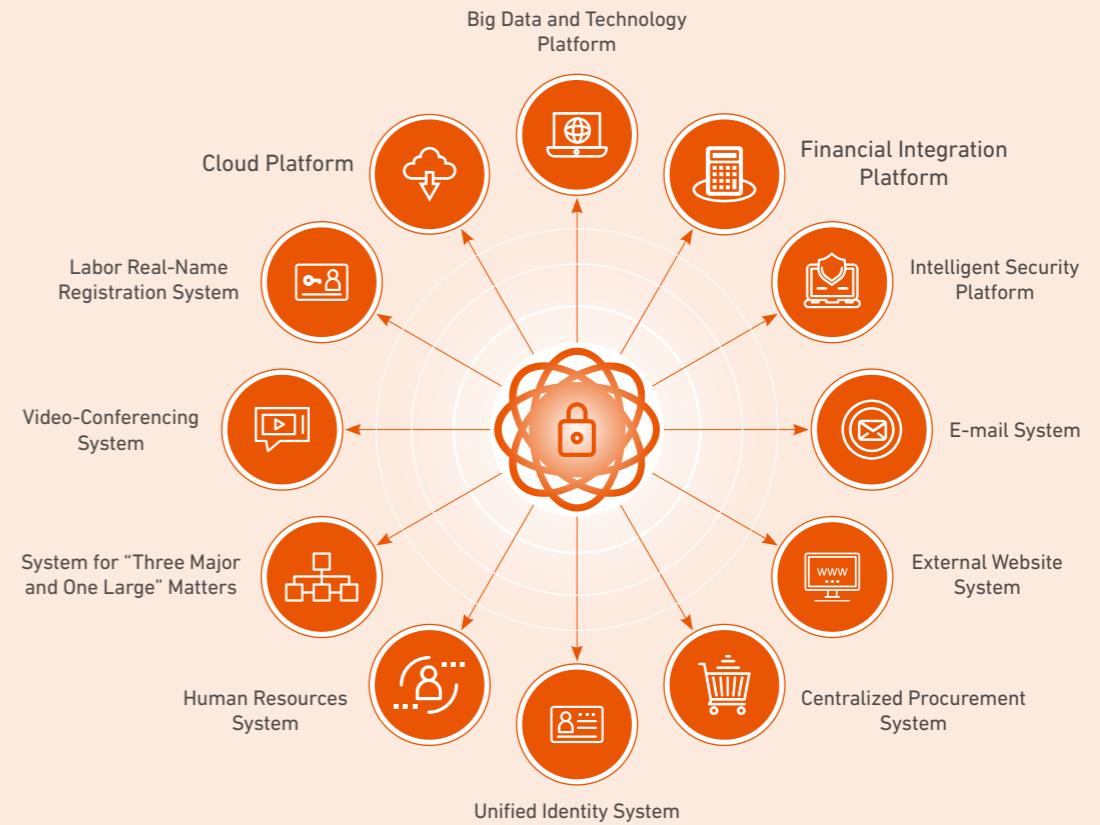 Big Data and Technology
Platform
Financial Integration
Platform
Intelligent Security
Platform
E-mail System
External Website
System
www
Centralized Procurement
System
Unified Identity System
Human Resources
System
System for “Three Major
and One Large” Matters
Video-Conferencing
System
Labor Real-Name
Registration System
Cloud Platform